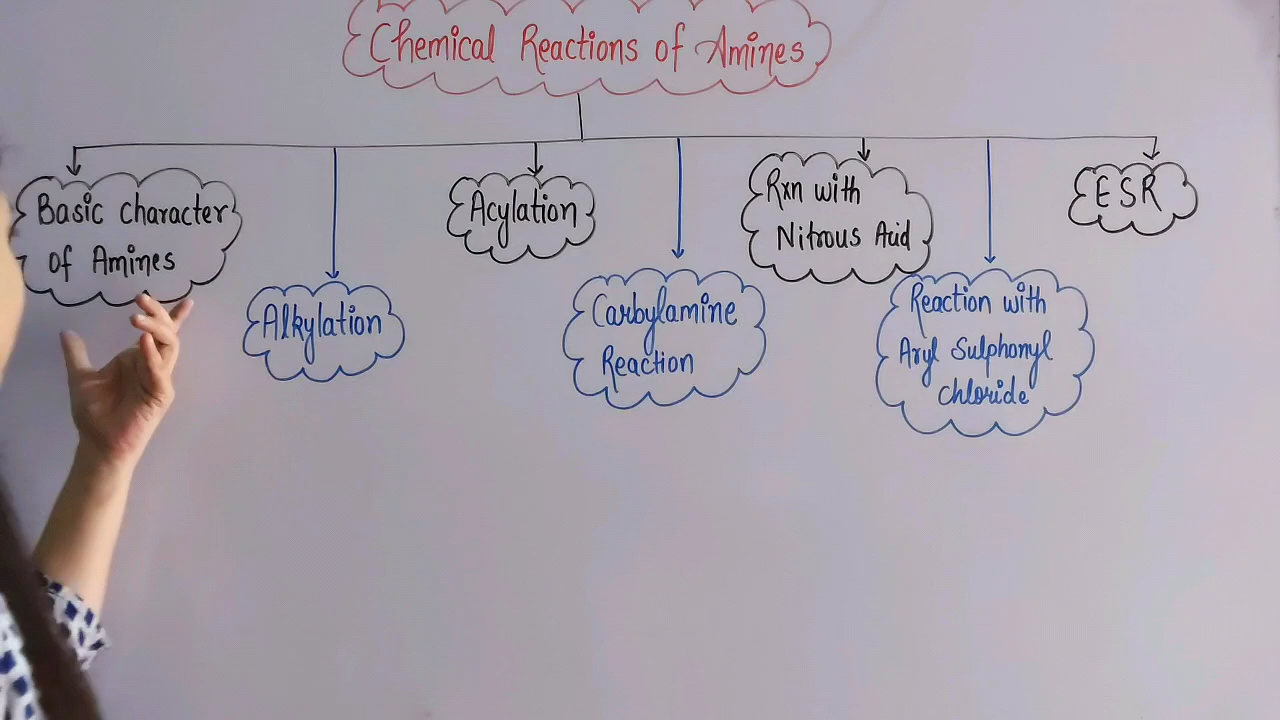 Chemical Reactions of Amines
Basic character
of Amines
Alkylation
Acylation
Carbylamine
Reaction
Rxn with
Nitrous Acid
Reaction with
Aryl Sulphonyl
chloride
ESR